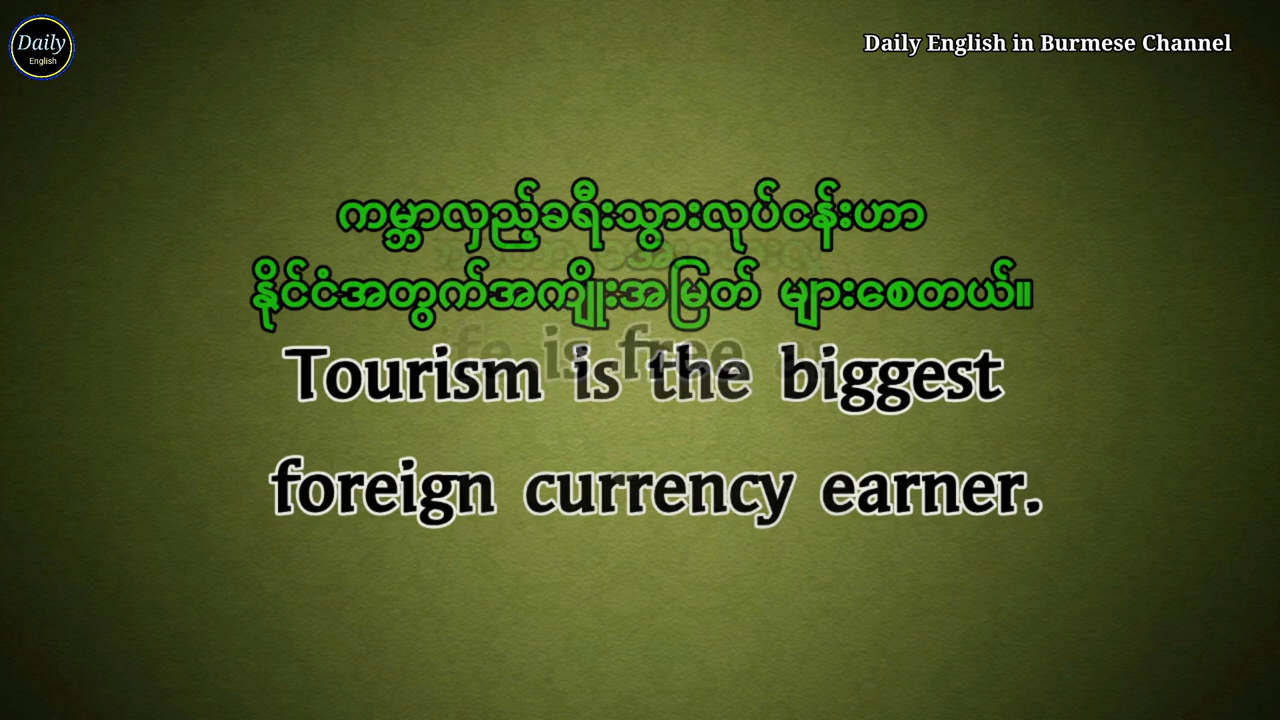 Daily
English
Daily English in Burmese Channel
ကမ္ဘာလှည့်ခရီးသွားလုပ်ငန်းဟာ
နိုင်ငံအတွက်အကျိုးအမြတ် များစေတယ်။
is free
Tourism is the biggest
foreign currency earner.